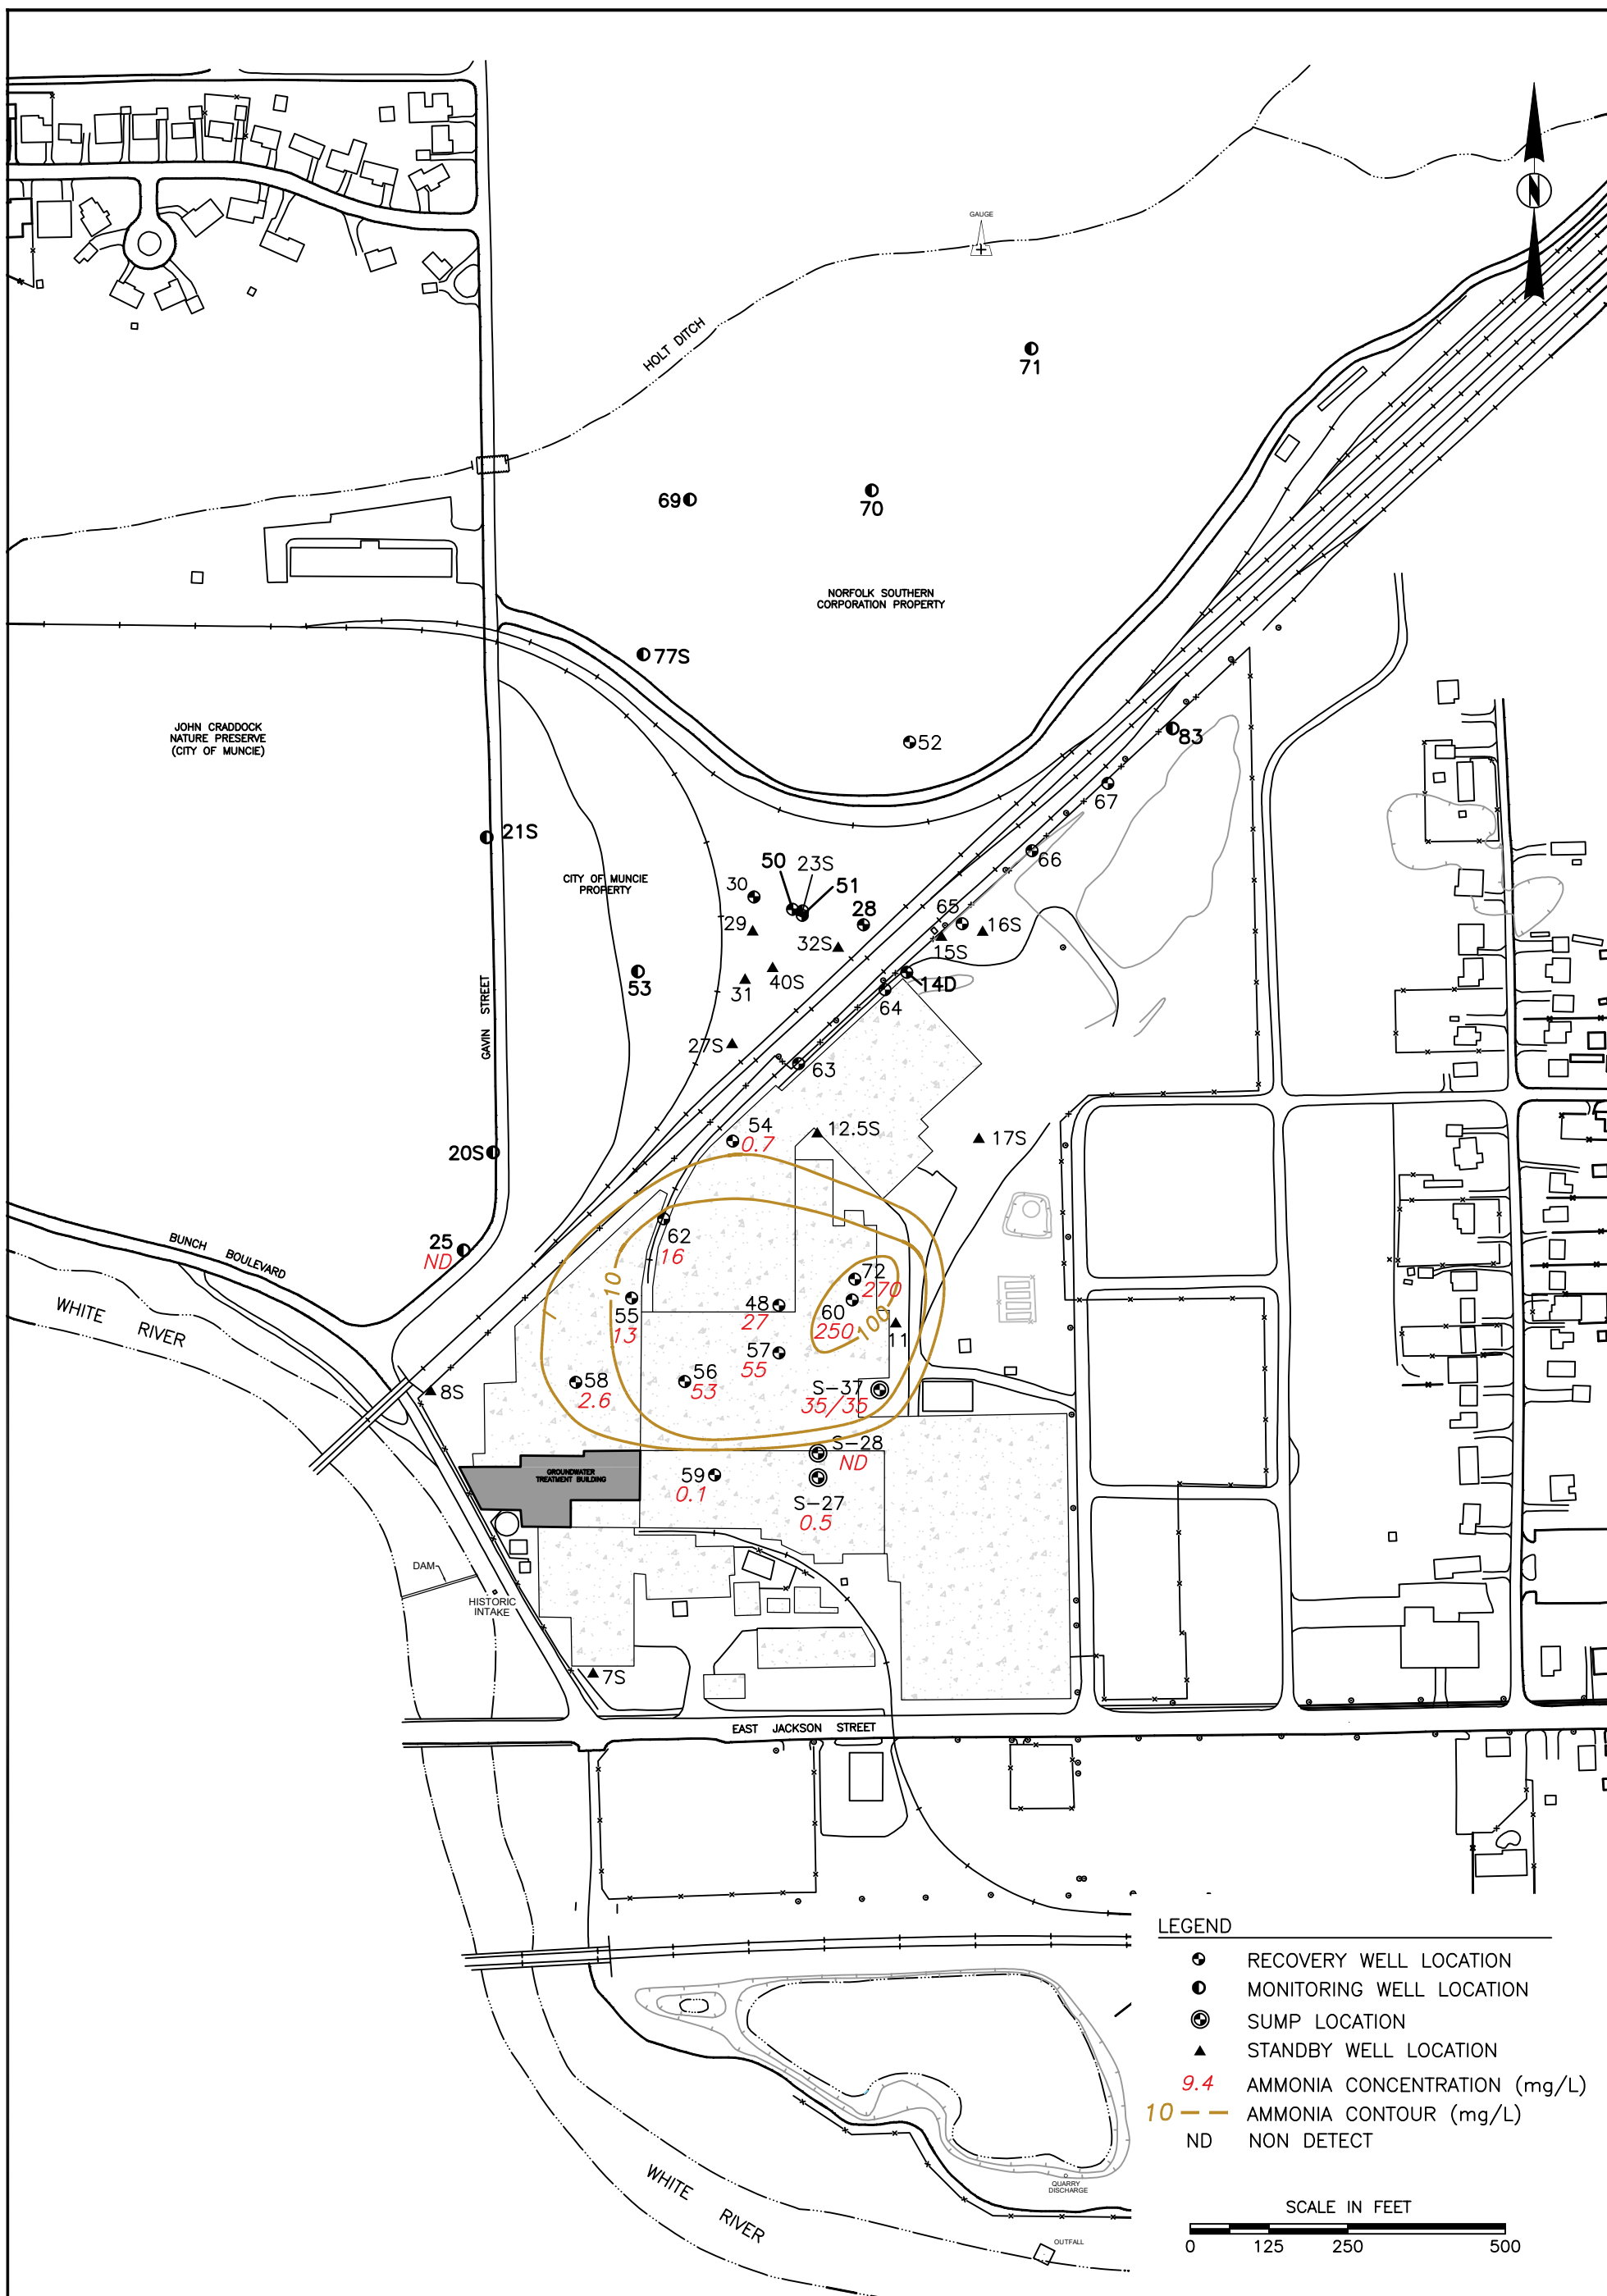 GAUGE
HOLT DITCH
71
69
70
NORFOLK SOUTHERN
CORPORATION PROPERTY
77S
JOHN CRADDOCK
NATURE PRESERVE
(CITY OF MUNCIE)
52
83
67
21S
66
CITY OF MUNCIE
PROPERTY
50
23S
51
30
28
65
29
16S
32S
15S
53
40S
31
14D
64
GAVIN STREET
27S
63
54
0.7
12.5S
17S
20S
62
16
25
ND
BUNCH BOULEVARD
WHITE RIVER
10
72
270
55
13
48
27
60
250
100
11
57
55
58
2.6
56
53
S-37
35/35
8S
S-28
ND
GROUNDWATER
TREATMENT BUILDING
59
0.1
S-27
0.5
DAM
HISTORIC
INTAKE
7S
EAST JACKSON STREET
LEGEND
RECOVERY WELL LOCATION
MONITORING WELL LOCATION
SUMP LOCATION
STANDBY WELL LOCATION
9.4 AMMONIA CONCENTRATION (mg/L)
10 AMMONIA CONTOUR (mg/L)
ND NON DETECT
QUARRY
DISCHARGE
WHITE RIVER
OUTFALL
SCALE IN FEET
0 125 250 500
1